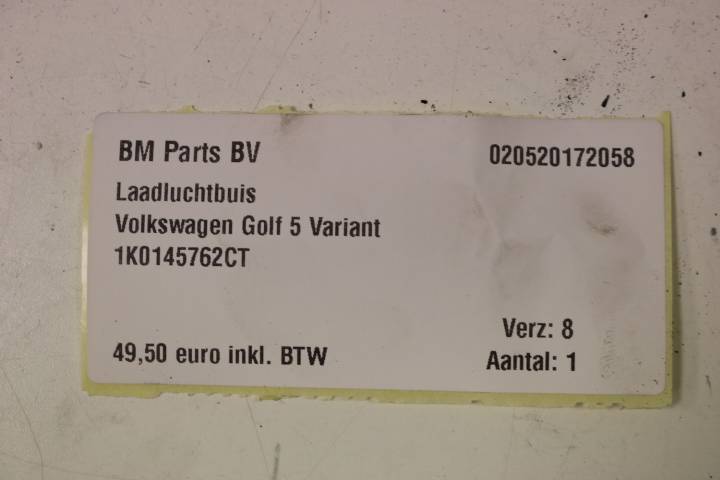 BM Parts BV
020520172058
Laadluchtbuis
Volkswagen Golf 5 Variant
1K0145762CT
Verz: 8
49,50 euro inkl. BTW
Aantal: 1